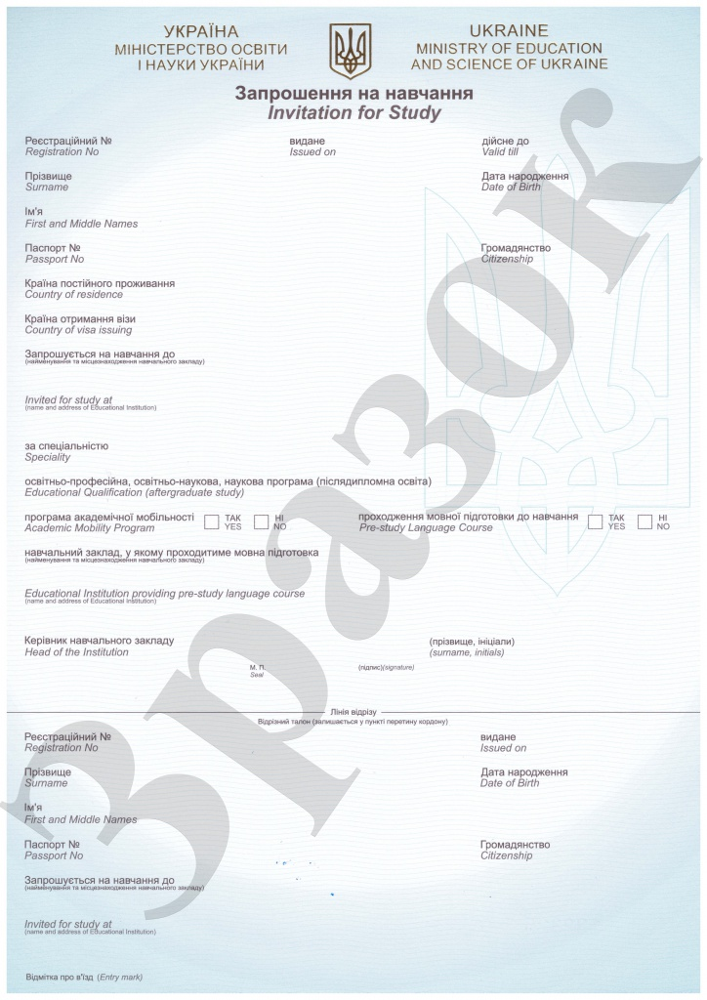 УКРАЇНА
МІНІСТЕРСТВО ОСВІТИ
І НАУКИ УКРАЇНИ
UKRAINE
MINISTRY OF EDUCATION
AND SCIENCE OF UKRAINE
Запрошення на навчання
Invitation for Study
Реєстраційний № видане дійсне до
Registration No Issued on Valid till
Прізвище Дата народження
Surname Date of Birth
Ім'я
First and Middle Names
Паспорт № Громадянство
Passport No Citizenship
Країна постійного проживання
Country of residence
Країна отримання візи
Country of visa issuing
Запрошується на навчання до
(найменування та місцезнаходження навчального закладу)
Invited for study at
(name and address of Educational Institution)
за спеціальністю
Speciality
освітньо-професійна, освітньо-наукова, наукова програма (післядипломна освіта)
Educational Qualification (aftergraduate study)
програма академічної мобільності ТАК НІ проходження мовної підготовки до навчання ТАК НІ
Academic Mobility Program YES NO Pre-study Language Course YES NO
навчальний заклад, у якому проходитиме мовна підготовка
(найменування та місцезнаходження навчального закладу)
Educational Institution providing pre-study language course
(name and address of Educational Institution)
Керівник навчального закладу (прізвище, ініціали)
Head of the Institution (surname, initials)
М. П. (підпис)(signature)
Seal
Лінія відрізу
Відрізний талон (залишається у пункті перетину кордону)
Реєстраційний № видане
Registration No Issued on
Прізвище Дата народження
Surname Date of Birth
Ім'я
First and Middle Names
Паспорт № Громадянство
Passport No Citizenship
Запрошується на навчання до
(найменування та місцезнаходження навчального закладу)
Invited for study at
(name and address of Educational Institution)
Відмітка про в'їзд (Entry mark)
Зразок